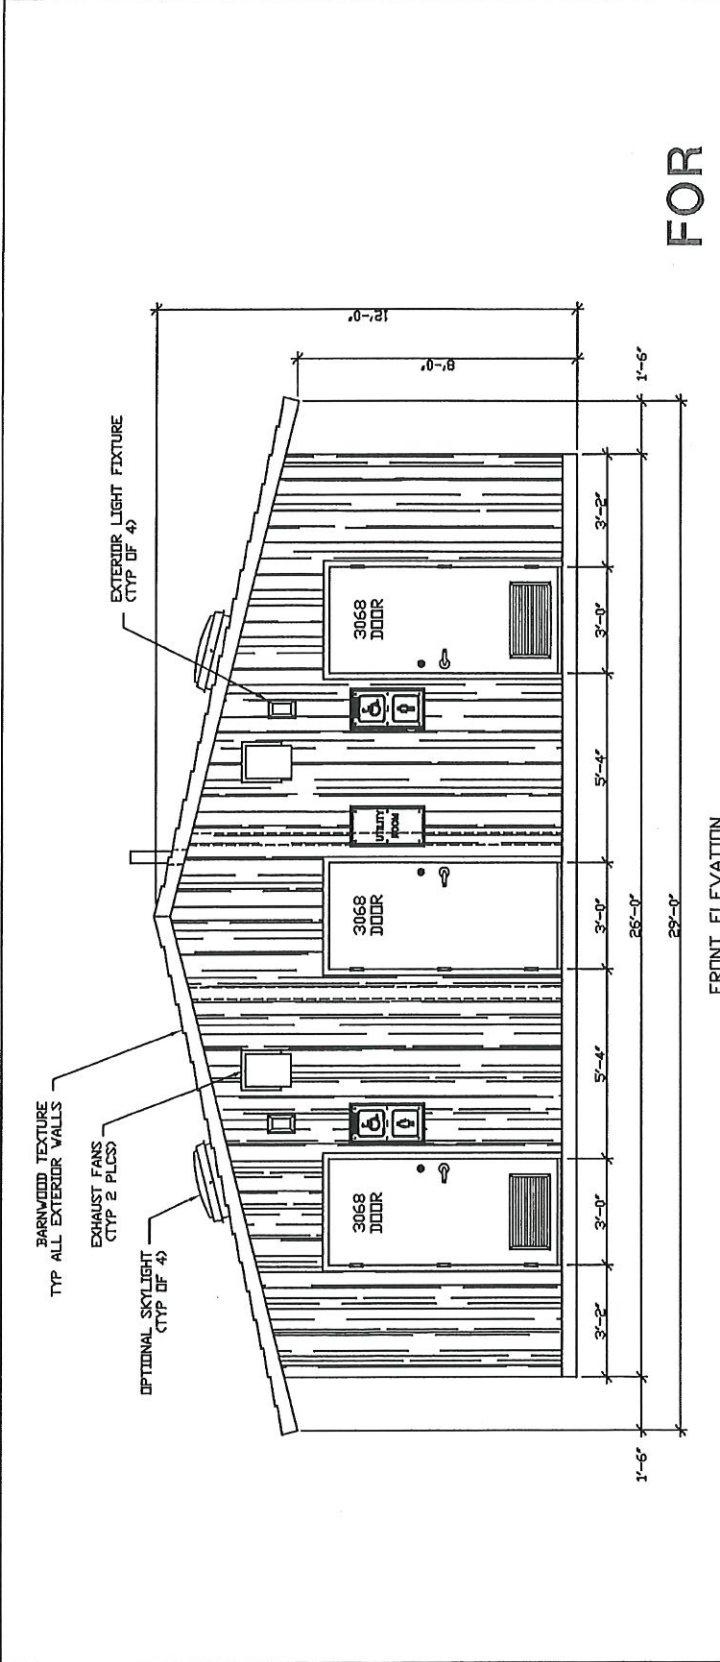 BARNWOOD TEXTURE
TYP ALL EXTERIOR WALLS
EXHAUST FANS
(TYP 2 PLCS)
OPTIONAL SKYLIGHT
(TYP OF 4)
EXTERIOR LIGHT FIXTURE
(TYP OF 4)
12'-0"
8'-0"
3068
DOOR
3068
DOOR
UTILITY
ROOM
3068
DOOR
3'-2"
3'-0"
5'-4"
3'-0"
5'-4"
3'-0"
3'-2"
1'-6"
26'-0"
1'-6"
29'-0"
FRONT ELEVATION
FOR